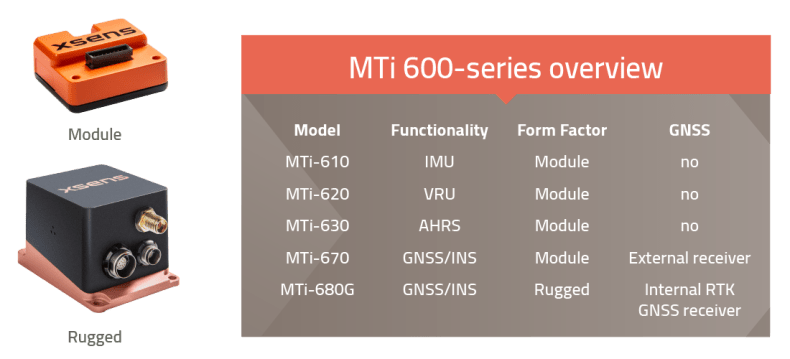 xsens
Module
xsens
Rugged
MTi 600-series overview
Model Functionality Form Factor GNSS
MTi-610 IMU Module no
MTi-620 VRU Module no
MTi-630 AHRS Module no
MTi-670 GNSS/INS Module External receiver
MTi-680G GNSS/INS Rugged Internal RTK
GNSS receiver